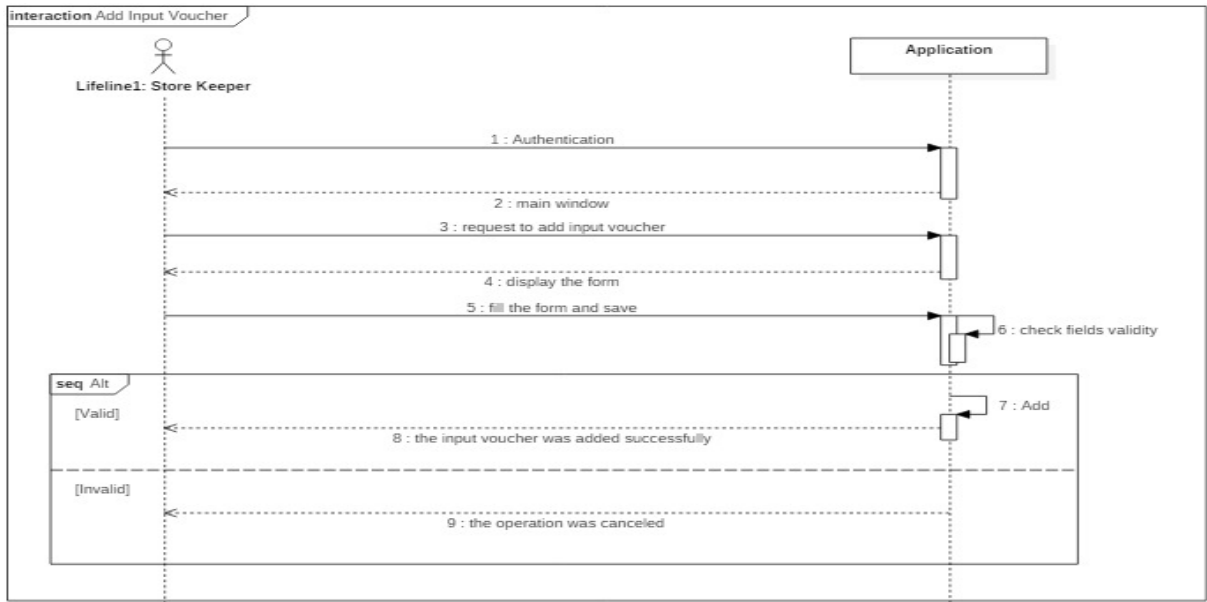 interaction Add Input Voucher
Application
Lifeline1: Store Keeper
1 : Authentication
2 : main window
3 : request to add input voucher
4 : display the form
5 : fill the form and save
6 : check fields validity
seq Alt
[Valid]
7 : Add
8 : the input voucher was added successfully
[Invalid]
9 : the operation was canceled